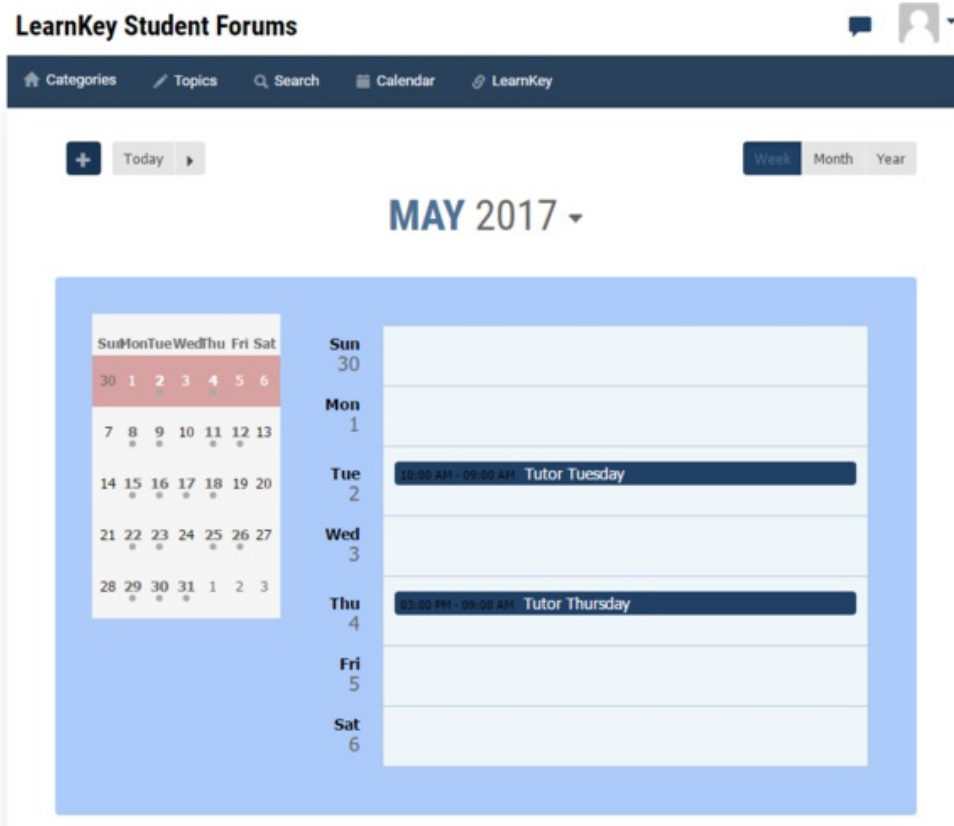 LearnKey Student Forums
Categories Topics Search Calendar LearnKey
Today Week Month Year
MAY 2017
Sun Mon Tue Wed Thu Fri Sat
30 1 2 3 4 5 6
7 8 9 10 11 12 13
14 15 16 17 18 19 20
21 22 23 24 25 26 27
28 29 30 31 1 2 3
Sun
30
Mon
1
Tue
2
10:00 AM - 09:00 AM Tutor Tuesday
Wed
3
Thu
4
03:00 PM - 09:00 AM Tutor Thursday
Fri
5
Sat
6